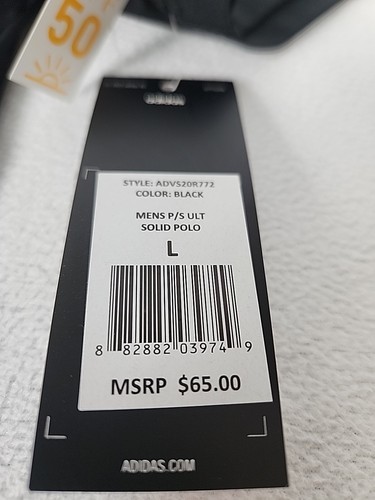 50
STYLE: ADVS20R772
COLOR: BLACK
MENS P/S ULT
SOLID POLO
L
8 82882 03974 9
MSRP $65.00
ADIDAS.COM